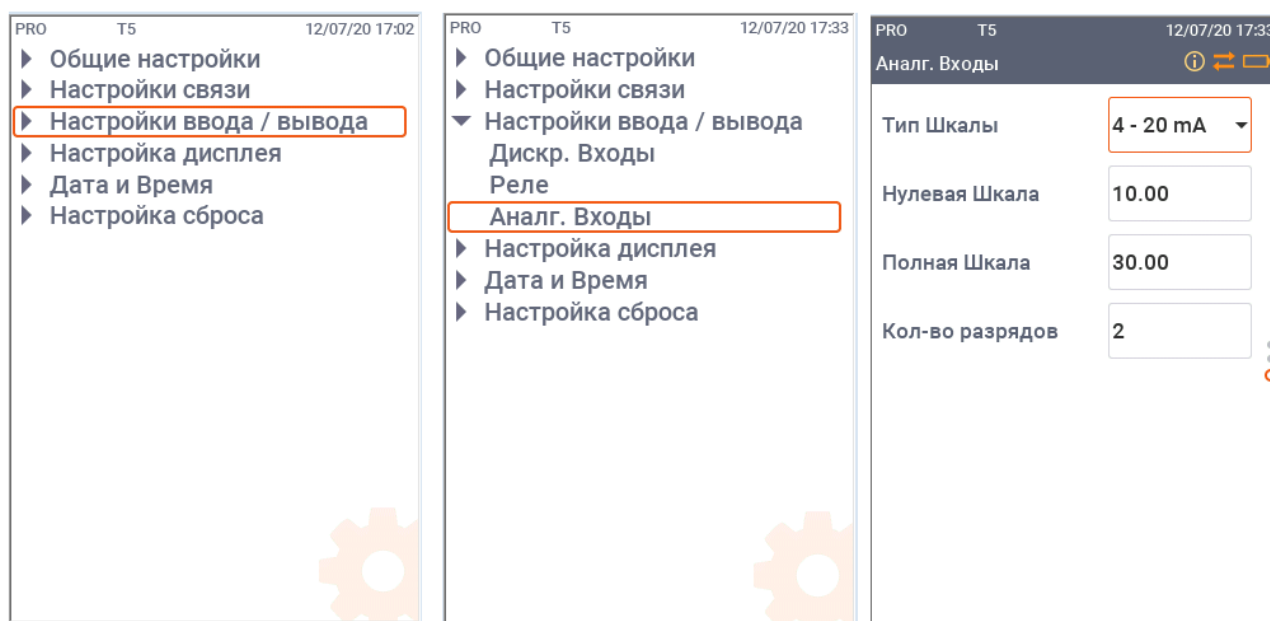 PRO T5 12/07/20 17:02
Общие настройки
Настройки связи
Настройки ввода / вывода
Настройка дисплея
Дата и Время
Настройка сброса
PRO T5 12/07/20 17:33
Общие настройки
Настройки связи
Настройки ввода / вывода
Дискр. Входы
Реле
Аналг. Входы
Настройка дисплея
Дата и Время
Настройка сброса
PRO T5 12/07/20 17:33
Аналг. Входы
Тип Шкалы 4 - 20 mA
Нулевая Шкала 10.00
Полная Шкала 30.00
Кол-во разрядов 2